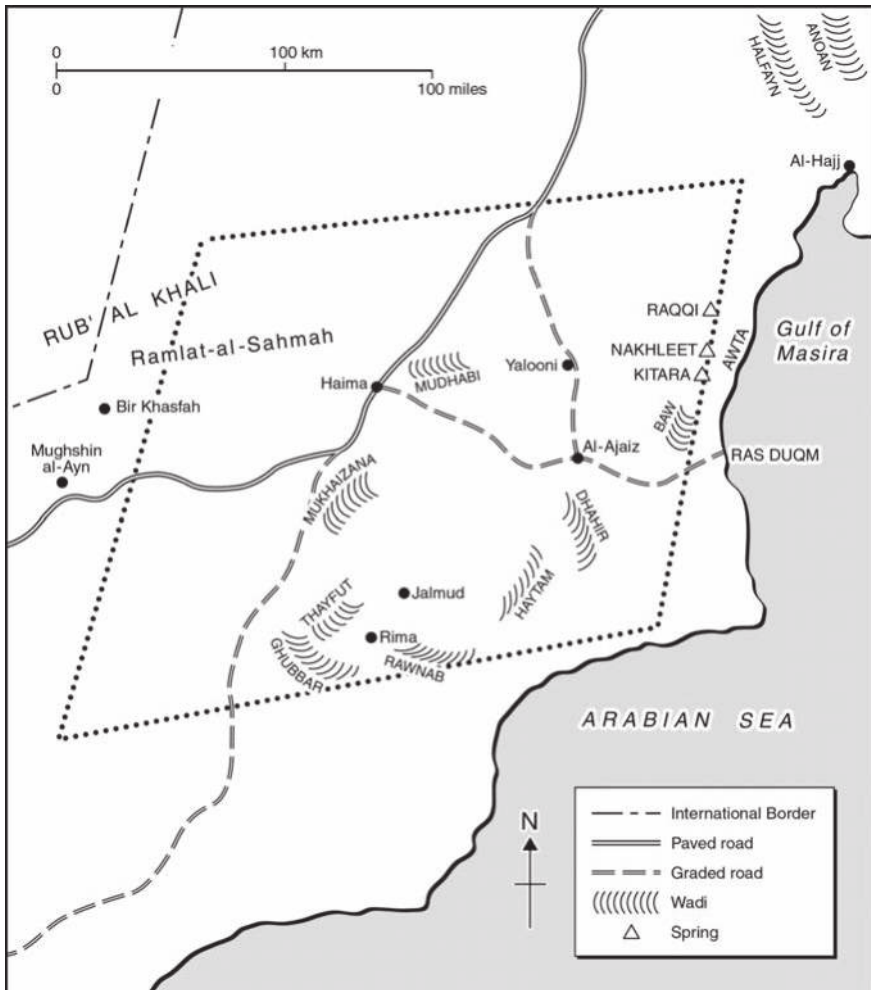 0
100 km
0
100 miles
HALFAYN
ANOAN
Al-Hajj
RUB' AL KHALI
Ramlat-al-Sahmah
RAQQI
NAKHLEET
KITARA
AWTA
Gulf of
Masira
Haima
MUDHABI
Yalooni
Bir Khasfah
BAW
Mughshin
al-Ayn
Al-Ajaiz
RAS DUQM
MUKHAIZANA
DHAHIR
HAYTAM
Jalmud
THAYFUT
Rima
GHUBBAR
RAWNAB
ARABIAN SEA
N
International Border
Paved road
Graded road
Wadi
Spring